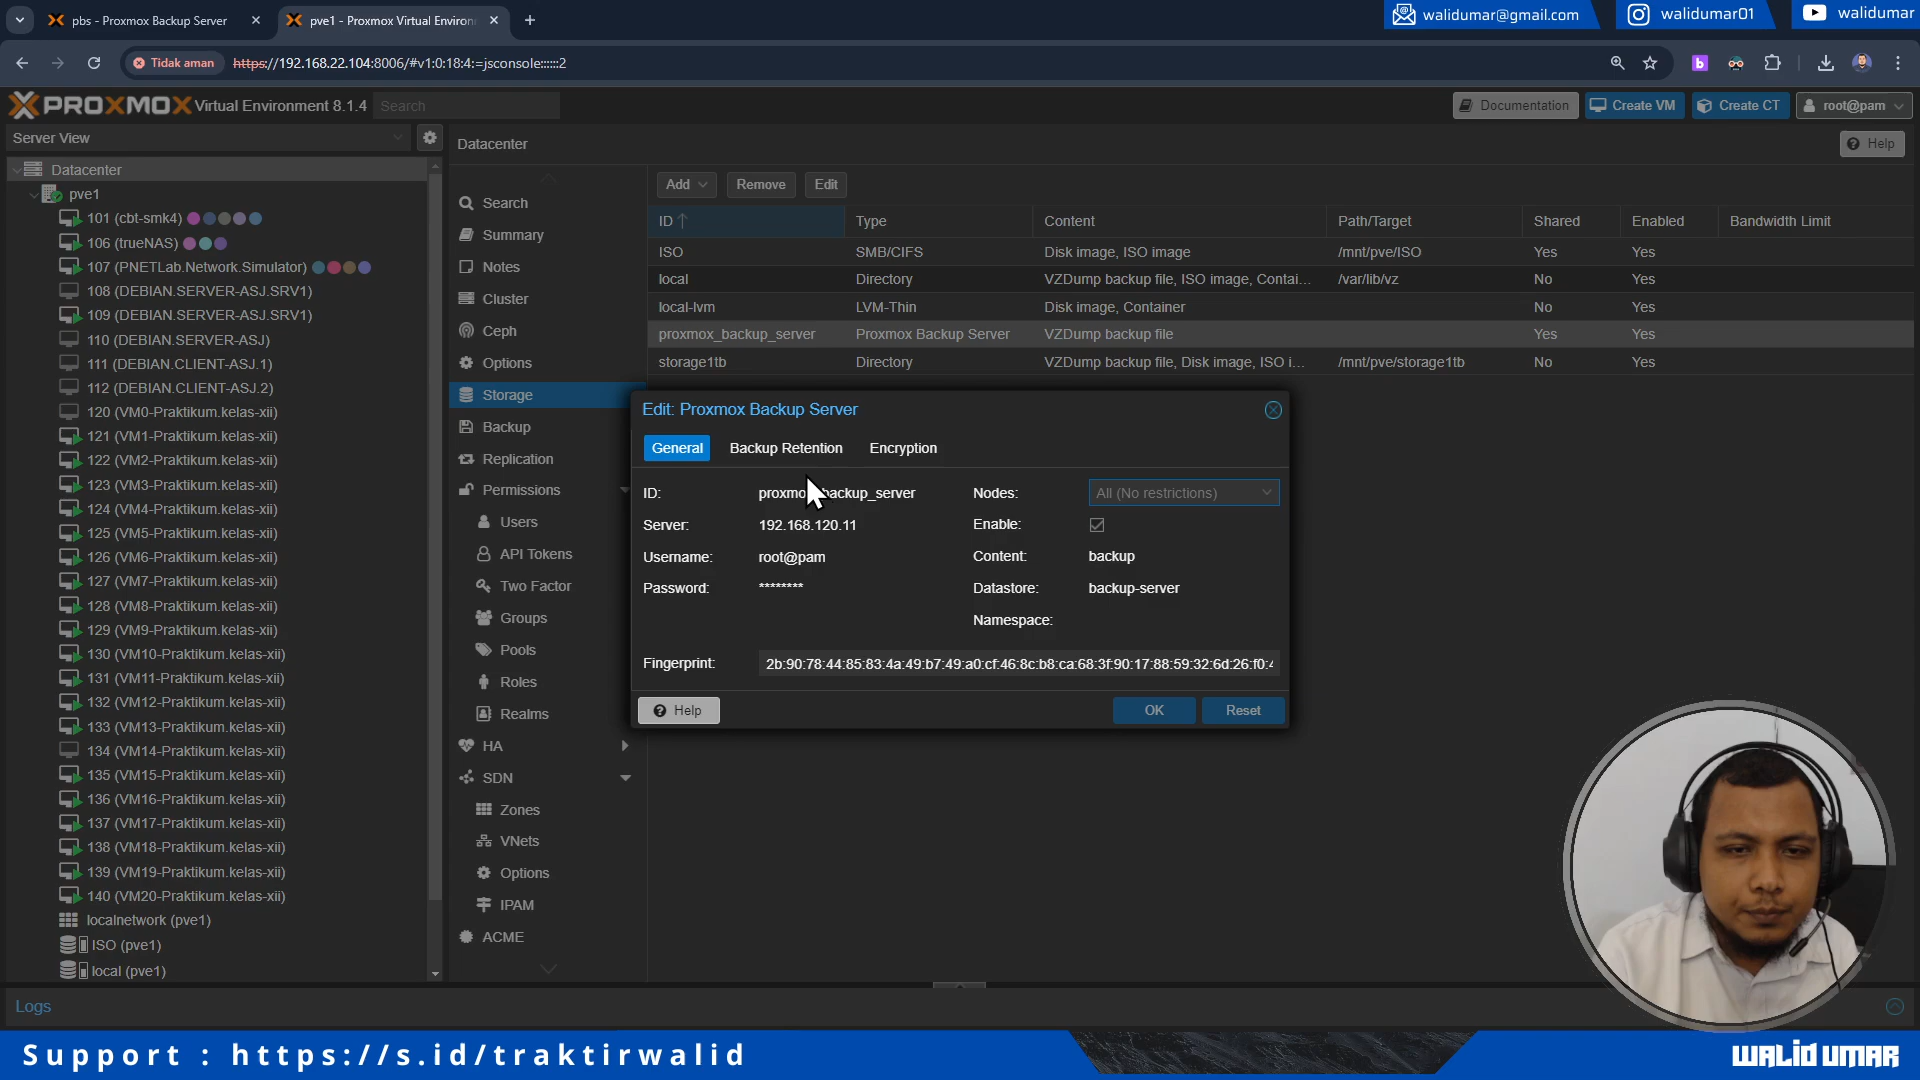 pbs - Proxmox Backup Server
pve1 - Proxmox Virtual Environ
walidumar@gmail.com
walidumar01
walidumar
Tidak aman
https://192.168.22.104:8006/#v1:0:18:4:=jsconsole::::::2
PROXMOX Virtual Environment 8.1.4
Search
Documentation
Create VM
Create CT
root@pam
Server View
Datacenter
Help
Datacenter
pve1
101 (cbt-smk4)
106 (trueNAS)
107 (PNETLab.Network.Simulator)
108 (DEBIAN.SERVER-ASJ.SRV1)
109 (DEBIAN.SERVER-ASJ.SRV1)
110 (DEBIAN.SERVER-ASJ)
111 (DEBIAN.CLIENT-ASJ.1)
112 (DEBIAN.CLIENT-ASJ.2)
120 (VM0-Praktikum.kelas-xii)
121 (VM1-Praktikum.kelas-xii)
122 (VM2-Praktikum.kelas-xii)
123 (VM3-Praktikum.kelas-xii)
124 (VM4-Praktikum.kelas-xii)
125 (VM5-Praktikum.kelas-xii)
126 (VM6-Praktikum.kelas-xii)
127 (VM7-Praktikum.kelas-xii)
128 (VM8-Praktikum.kelas-xii)
129 (VM9-Praktikum.kelas-xii)
130 (VM10-Praktikum.kelas-xii)
131 (VM11-Praktikum.kelas-xii)
132 (VM12-Praktikum.kelas-xii)
133 (VM13-Praktikum.kelas-xii)
134 (VM14-Praktikum.kelas-xii)
135 (VM15-Praktikum.kelas-xii)
136 (VM16-Praktikum.kelas-xii)
137 (VM17-Praktikum.kelas-xii)
138 (VM18-Praktikum.kelas-xii)
139 (VM19-Praktikum.kelas-xii)
140 (VM20-Praktikum.kelas-xii)
localnetwork (pve1)
ISO (pve1)
local (pve1)
Search
Summary
Notes
Cluster
Ceph
Options
Storage
Backup
Replication
Permissions
Users
API Tokens
Two Factor
Groups
Pools
Roles
Realms
HA
SDN
Zones
VNets
Options
IPAM
ACME
Add
Remove
Edit
ID Type Content Path/Target Shared Enabled Bandwidth Limit
ISO SMB/CIFS Disk image, ISO image /mnt/pve/ISO Yes Yes
local Directory VZDump backup file, ISO image, Contai... /var/lib/vz No Yes
local-lvm LVM-Thin Disk image, Container No Yes
proxmox_backup_server Proxmox Backup Server VZDump backup file Yes Yes
storage1tb Directory VZDump backup file, Disk image, ISO i... /mnt/pve/storage1tb No Yes
Edit: Proxmox Backup Server
General
Backup Retention
Encryption
ID: backup_server
Server: 192.168.120.11
Username: root@pam
Password: ********
Nodes: All (No restrictions)
Enable:
Content: backup
Datastore: backup-server
Namespace:
Fingerprint: 2b:90:78:44:85:83:4a:49:b7:49:a0:cf:46:8c:b8:ca:68:3f:90:17:88:59:32:6d:26:f0:
Help
OK
Reset
Logs
Support : https://s.id/traktirwalid
WALID UMAR